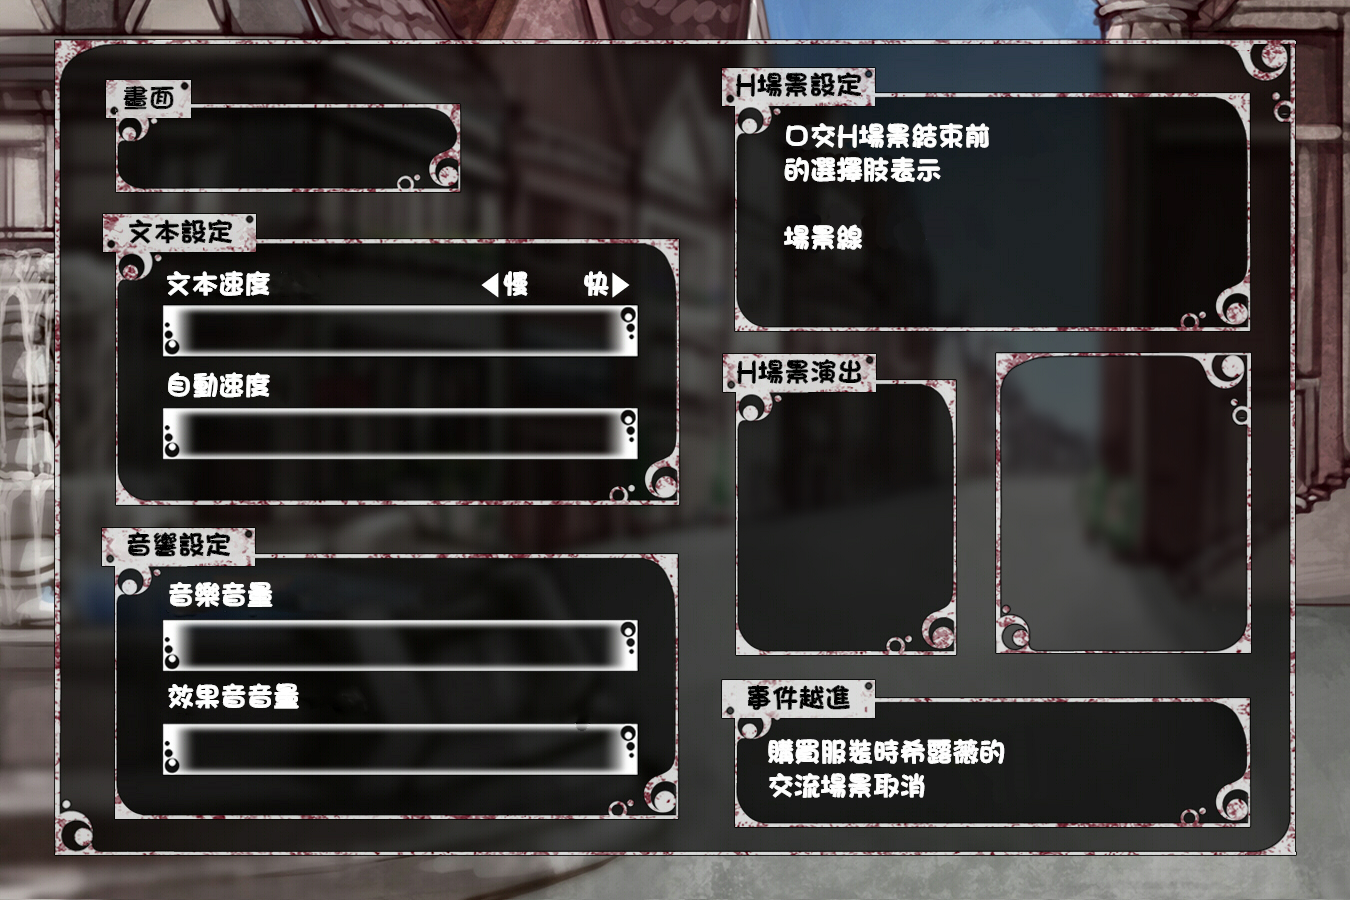 畫面
文本設定
文本速度
◀慢 快▶
自動速度
音響設定
音樂音量
效果音音量
H場景設定
口交H場景結束前
的選擇肢表示
場景線
H場景演出
事件越進
購買服裝時希露薇的
交流場景取消